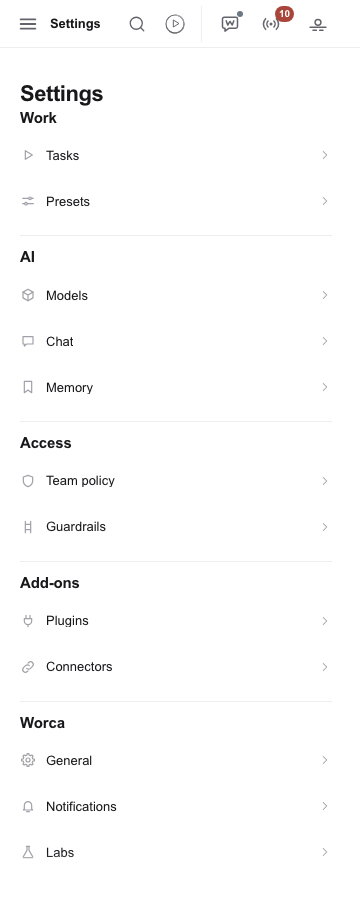 Settings
10
Settings
Work
Tasks
Presets
AI
Models
Chat
Memory
Access
Team policy
Guardrails
Add-ons
Plugins
Connectors
Worca
General
Notifications
Labs